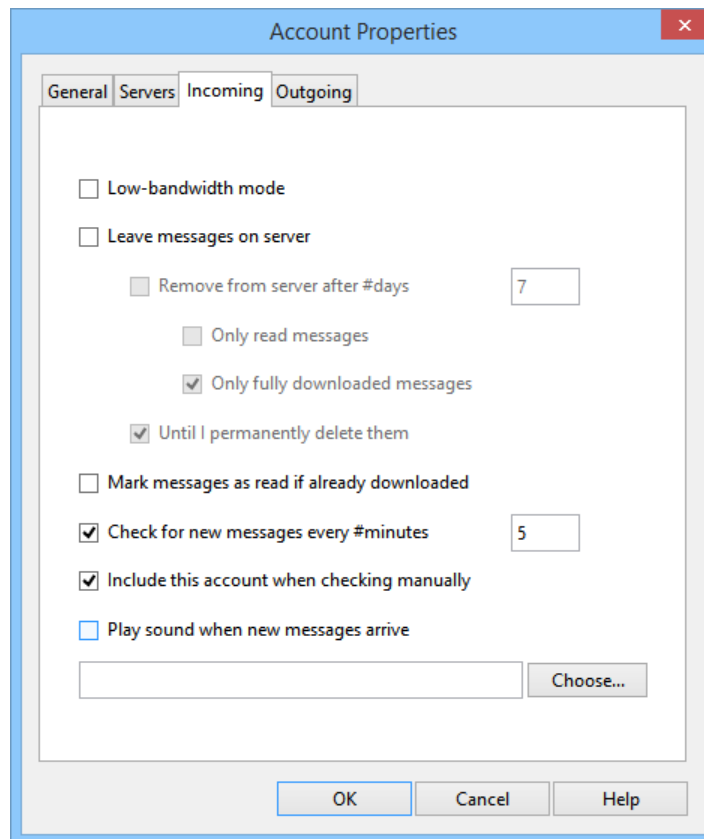 Account Properties
General Servers Incoming Outgoing
Low-bandwidth mode
Leave messages on server
Remove from server after #days 7
Only read messages
Only fully downloaded messages
Until I permanently delete them
Mark messages as read if already downloaded
Check for new messages every #minutes 5
Include this account when checking manually
Play sound when new messages arrive
Choose...
OK Cancel Help